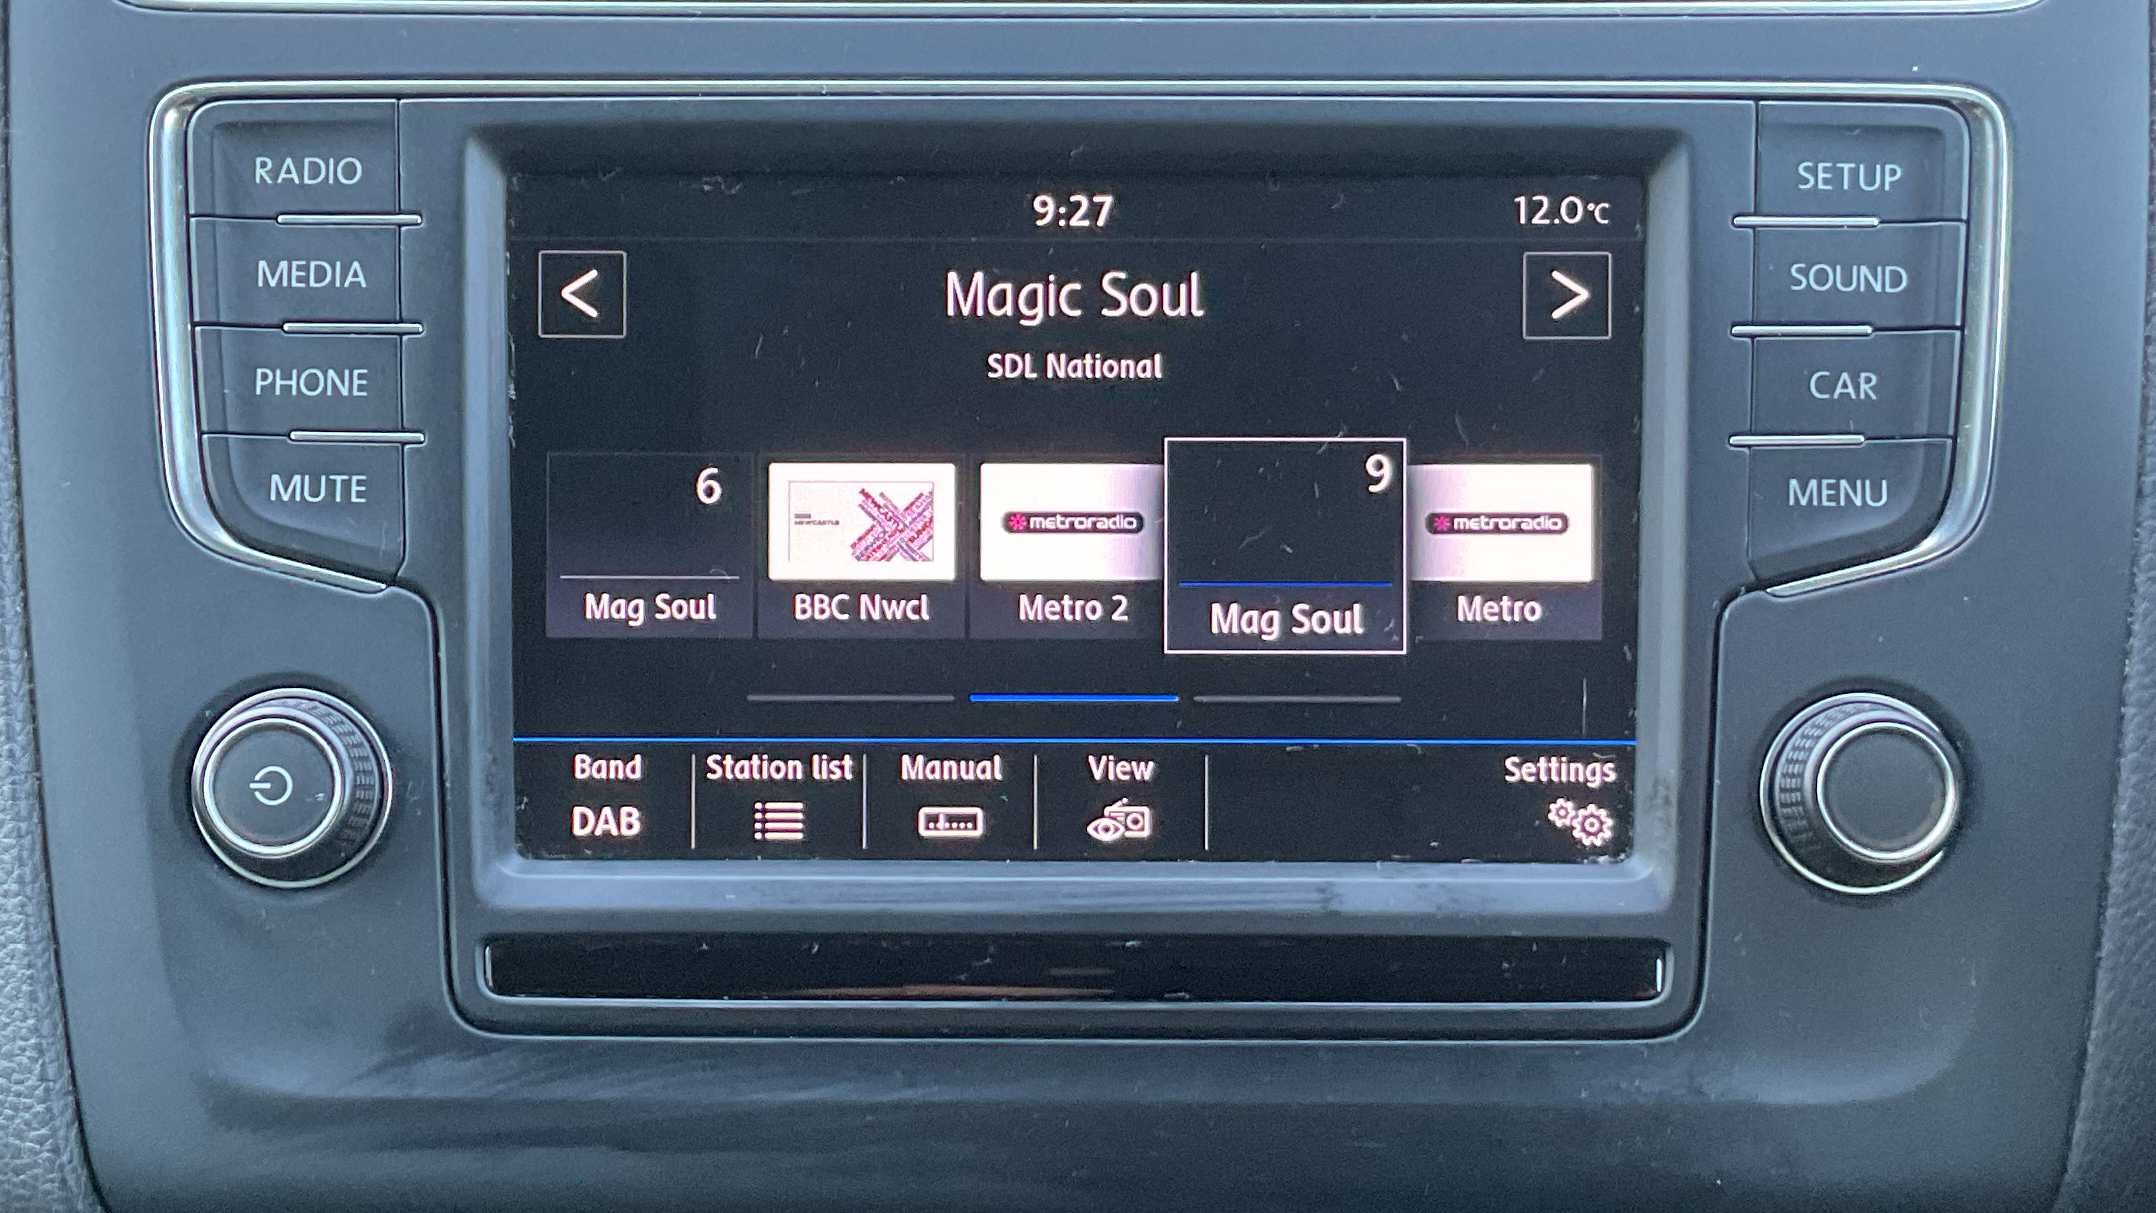 RADIO
MEDIA
PHONE
MUTE
9:27
12.0°C
<
Magic Soul
>
SDL National
6
Mag Soul
NEWCASTLE
BBC Nwcl
metroradio
Metro 2
9
Mag Soul
metroradio
Metro
Band
DAB
Station list
Manual
View
Settings
SETUP
SOUND
CAR
MENU